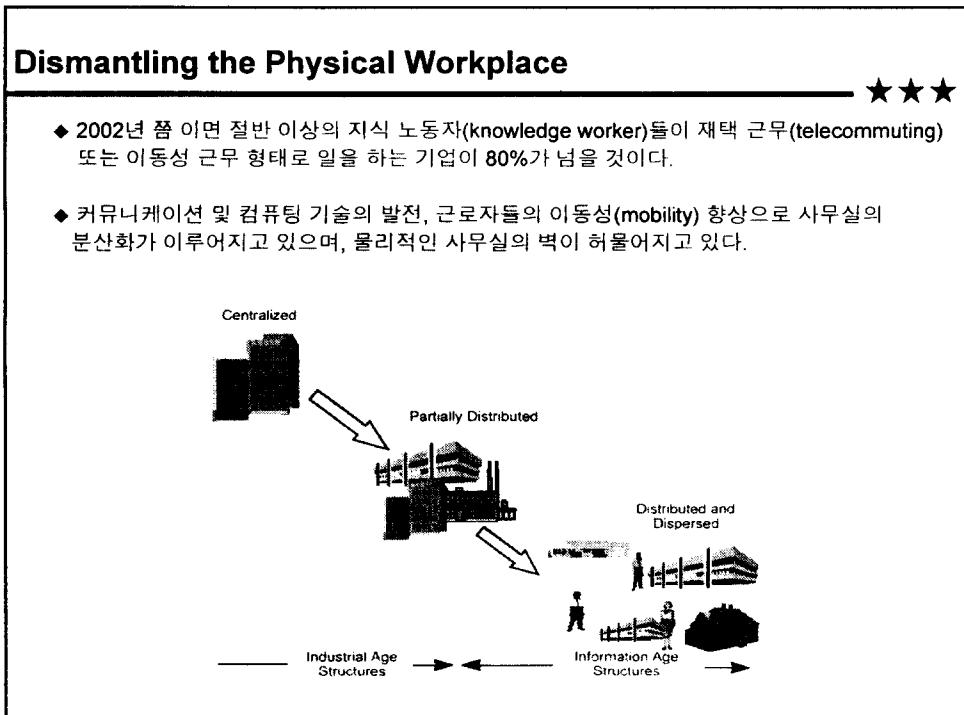 Dismantling the Physical Workplace
★★★
◆ 2002년 쯤 이면 절반 이상의 지식 노동자(knowledge worker)들이 재택 근무(telecommuting)
또는 이동성 근무 형태로 일을 하는 기업이 80%가 넘을 것이다.
◆ 커뮤니케이션 및 컴퓨팅 기술의 발전, 근로자들의 이동성(mobility) 향상으로 사무실의
분산화가 이루어지고 있으며, 물리적인 사무실의 벽이 허물어지고 있다.
Centralized
Partially Distributed
Distributed and
Dispersed
Industrial Age
Structures
Information Age
Structures